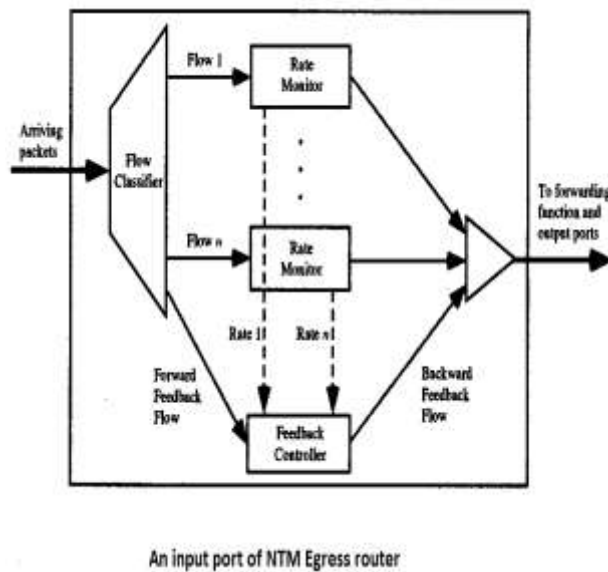 Flow 1
Rate
Monitor
Arriving
packets
Flow
Classifier
To forwarding
function and
output ports
Flow n
Rate
Monitor
Rate 1
Rate n
Forward
Feedback
Flow
Backward
Feedback
Flow
Feedback
Controller
An input port of NTM Egress router